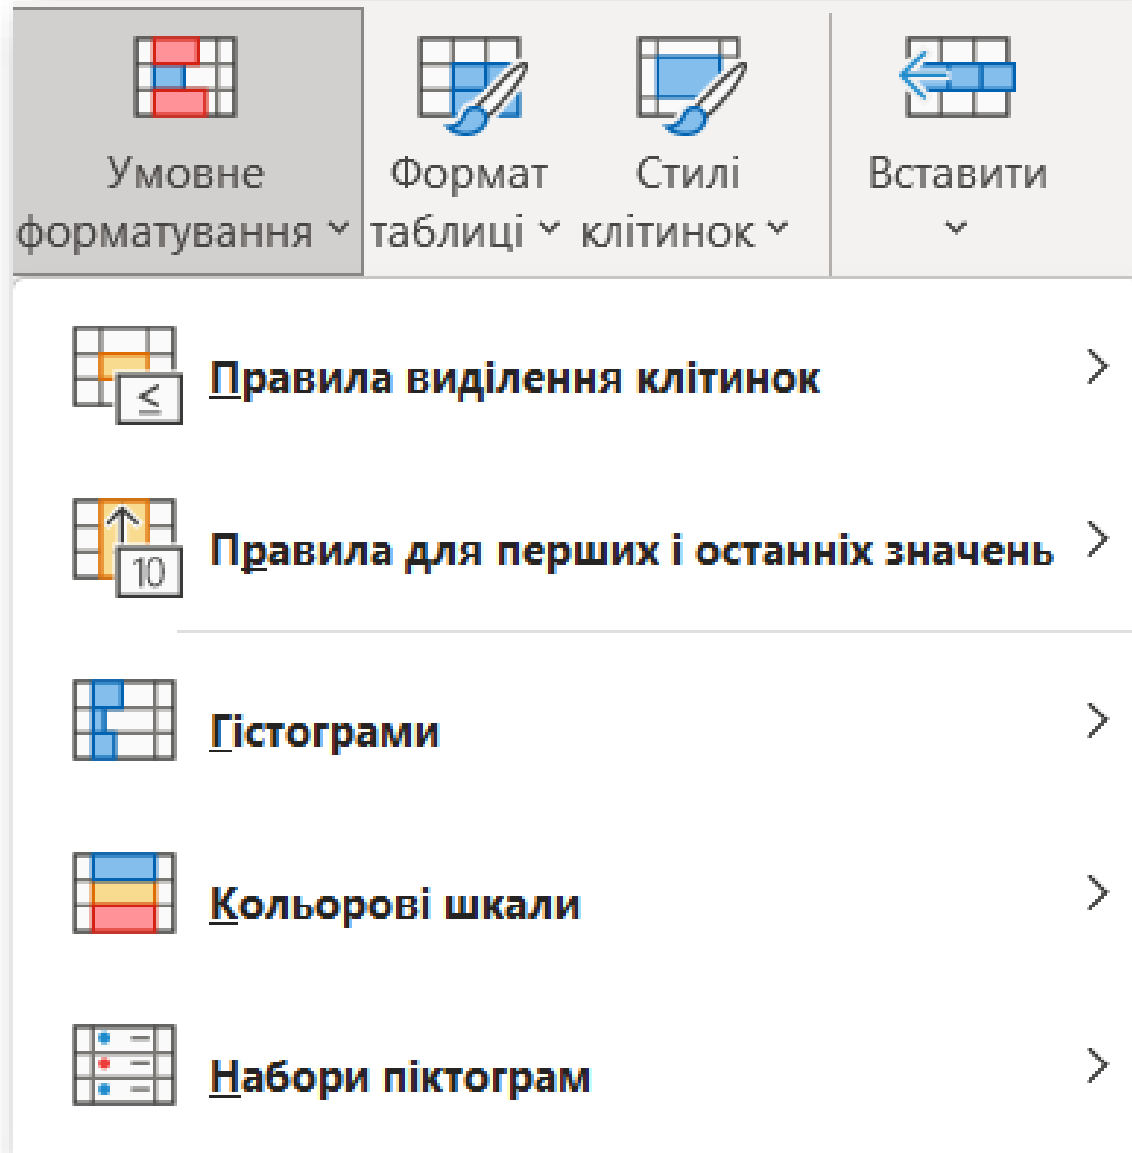 Умовне форматування
Формат таблиці
Стилі клітинок
Вставити
≤
Правила виділення клітинок
10
Правила для перших і останніх значень
Гістограми
Кольорові шкали
Набори піктограм